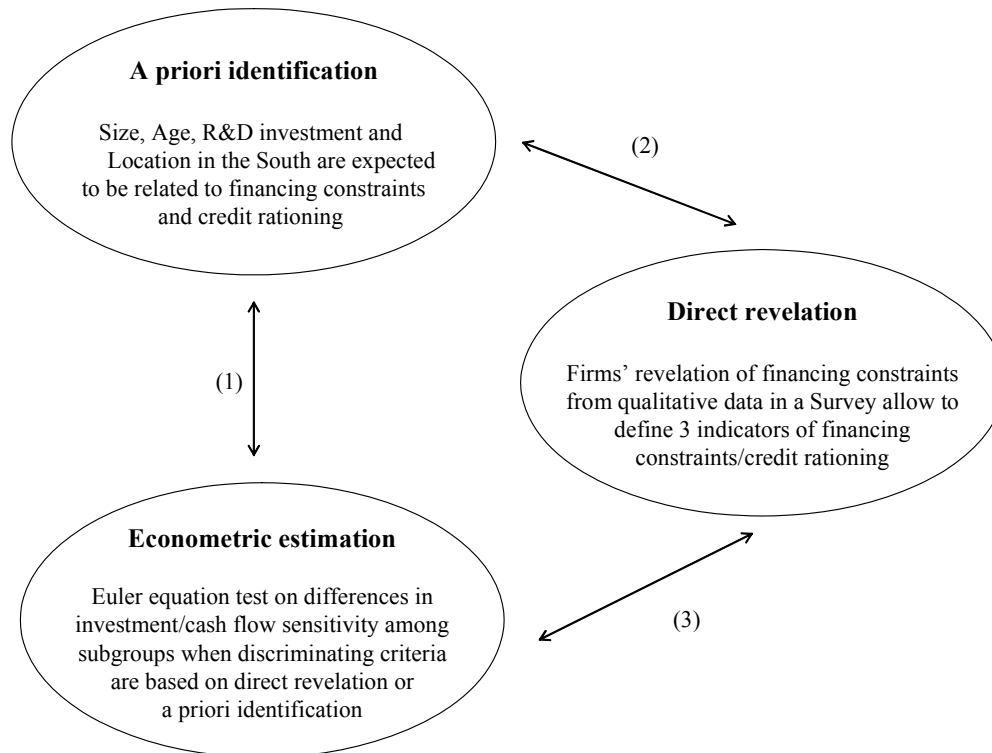 A priori identification
Size, Age, R&D investment and
Location in the South are expected
to be related to financing constraints
and credit rationing
(2)
Direct revelation
Firms’ revelation of financing constraints
from qualitative data in a Survey allow to
define 3 indicators of financing
constraints/credit rationing
(1)
Econometric estimation
Euler equation test on differences in
investment/cash flow sensitivity among
subgroups when discriminating criteria
are based on direct revelation or
a priori identification
(3)